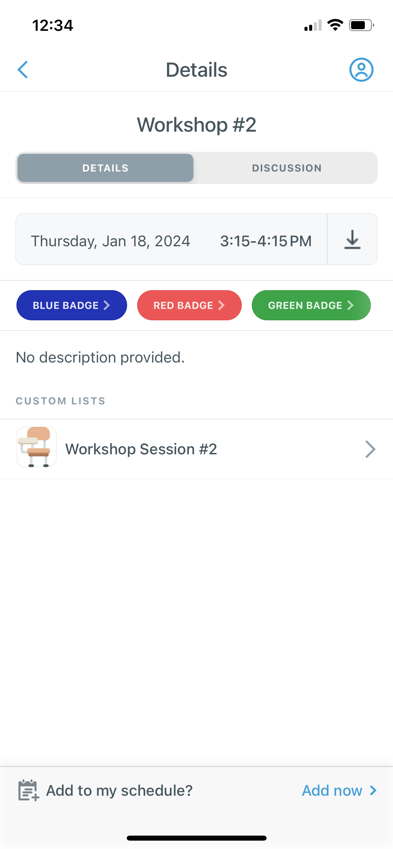 12:34
Details
Workshop #2
DETAILS DISCUSSION
Thursday, Jan 18, 2024 3:15-4:15 PM
BLUE BADGE RED BADGE GREEN BADGE
No description provided.
CUSTOM LISTS
Workshop Session #2
Add to my schedule? Add now